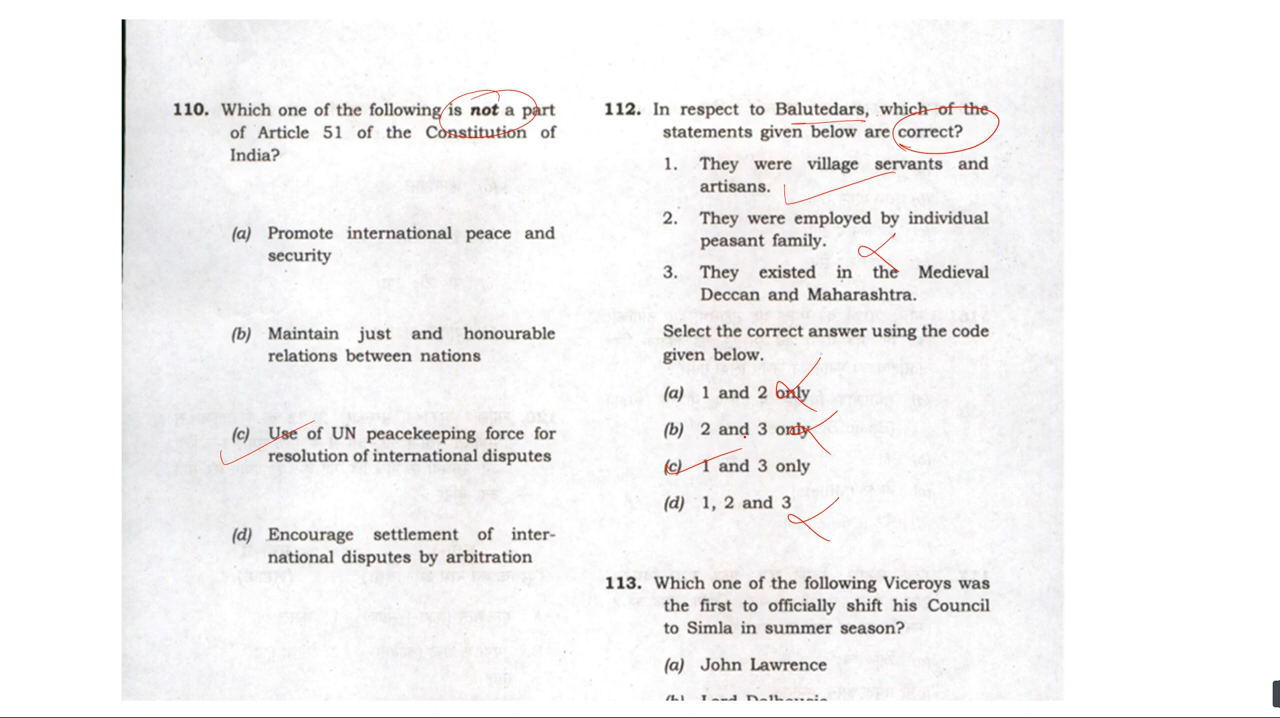 110. Which one of the following is not a part
of Article 51 of the Constitution of
India?
(a) Promote international peace and
security
(b) Maintain just and honourable
relations between nations
(c) Use of UN peacekeeping force for
resolution of international disputes
(d) Encourage settlement of inter-
national disputes by arbitration
112. In respect to Balutedars, which of the
statements given below are correct?
1. They were village servants and
artisans.
2. They were employed by individual
peasant family.
3. They existed in the Medieval
Deccan and Maharashtra.
Select the correct answer using the code
given below.
(a) 1 and 2 only
(b) 2 and 3 only
(c) 1 and 3 only
(d) 1, 2 and 3
113. Which one of the following Viceroys was
the first to officially shift his Council
to Simla in summer season?
(a) John Lawrence
(b) Lord Dalhousie